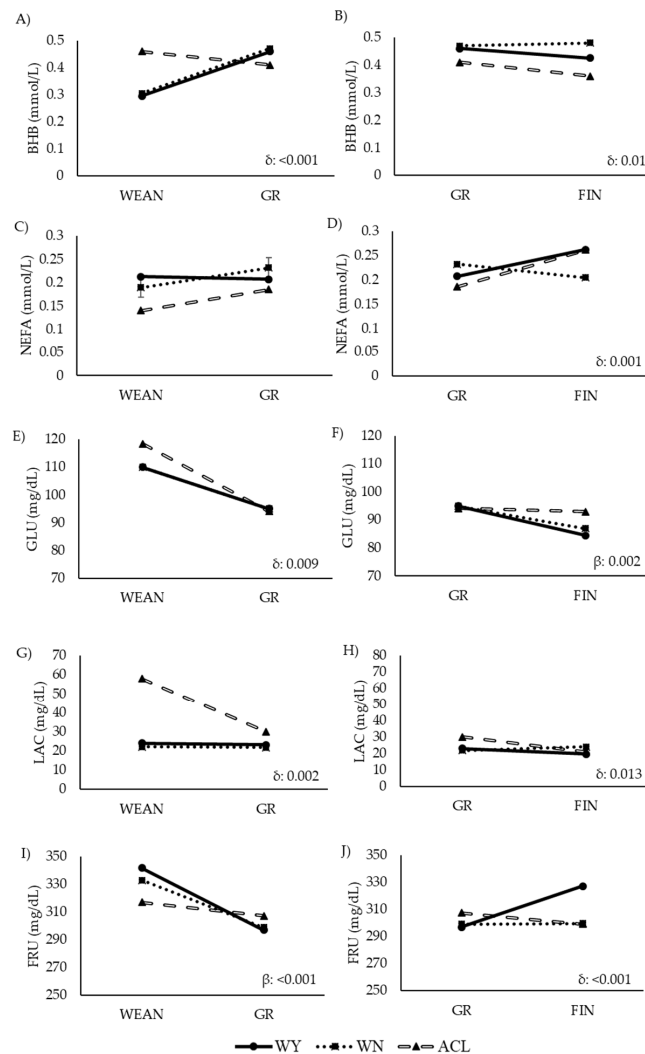 A)
BHB (mmol/L)
0.5
0.4
0.3
0.2
0.1
0
WEAN
GR
δ: <0.001
B)
BHB (mmol/L)
0.5
0.4
0.3
0.2
0.1
0
GR
FIN
δ: 0.01
C)
NEFA (mmol/L)
0.3
0.25
0.2
0.15
0.1
0.05
0
WEAN
GR
D)
NEFA (mmol/L)
0.3
0.25
0.2
0.15
0.1
0.05
0
GR
FIN
δ: 0.001
E)
GLU (mg/dL)
120
110
100
90
80
70
WEAN
GR
δ: 0.009
F)
GLU (mg/dL)
120
110
100
90
80
70
GR
FIN
β: 0.002
G)
LAC (mg/dL)
70
60
50
40
30
20
10
0
WEAN
GR
δ: 0.002
H)
LAC (mg/dL)
80
70
60
50
40
30
20
10
0
GR
FIN
δ: 0.013
I)
FRU (mg/dL)
350
330
310
290
270
250
WEAN
GR
β: <0.001
J)
FRU (mg/dL)
350
330
310
290
270
250
GR
FIN
δ: <0.001
WY WN ACL